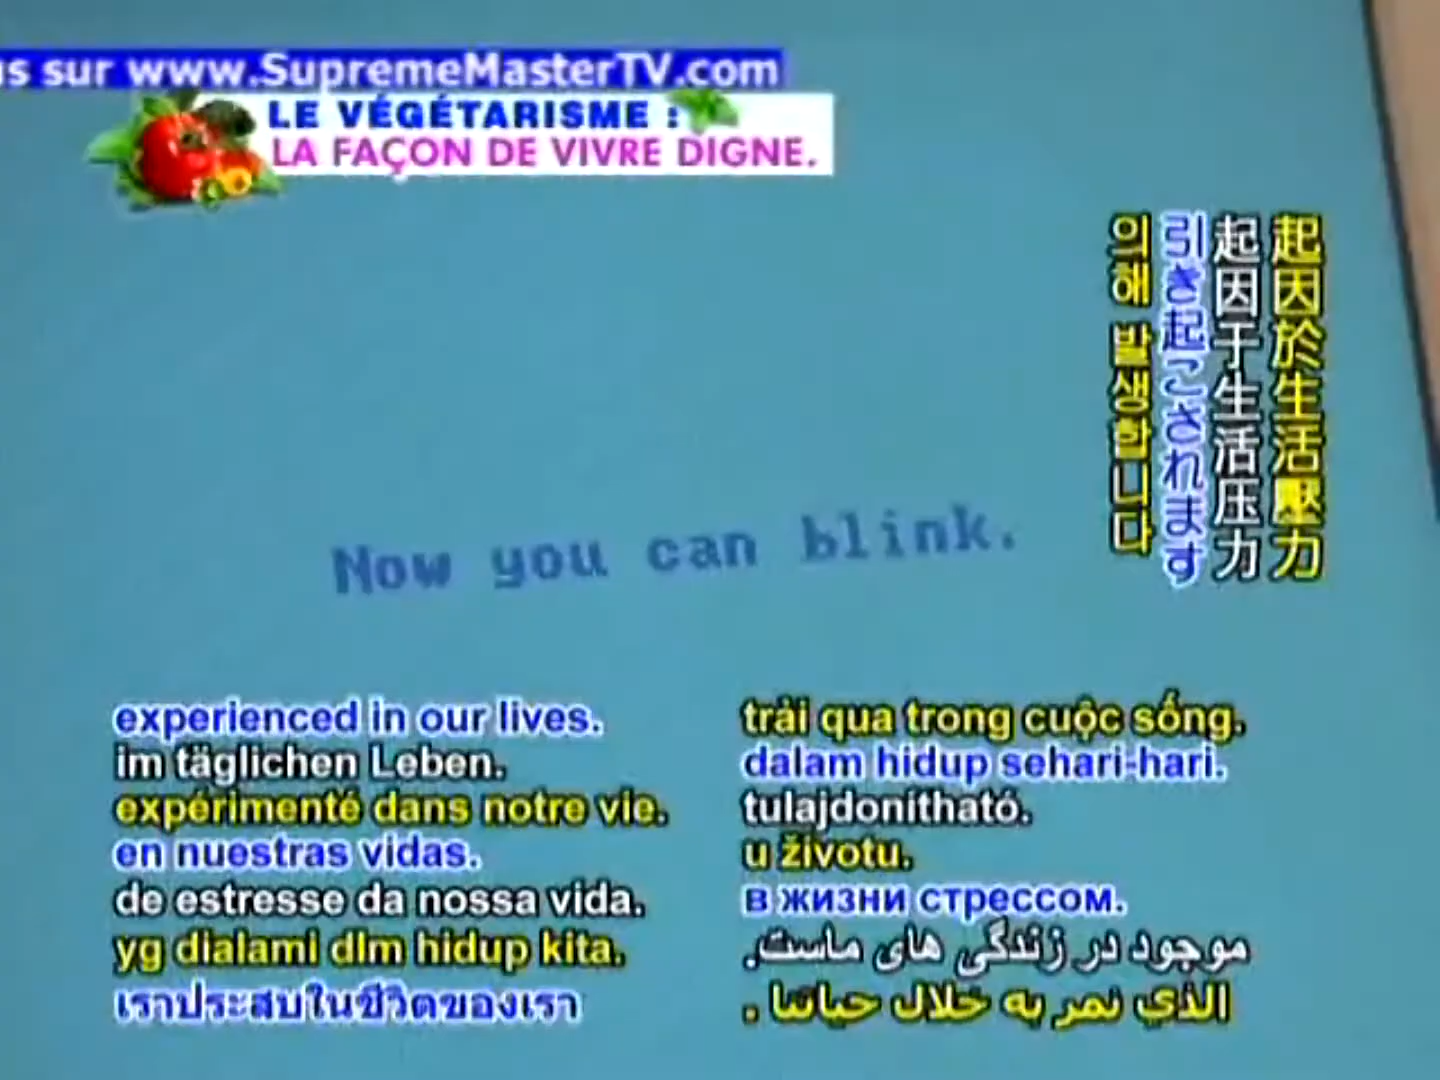 us sur www.SupremeMasterTV.com
LE VÉGÉTARISME :
LA FAÇON DE VIVRE DIGNE.
起因於生活壓力
起因于生活压力
引き起こされます
의해 발생합니다
Now you can blink.
experienced in our lives.
im täglichen Leben.
expérimenté dans notre vie.
en nuestras vidas.
de estresse da nossa vida.
yg dialami dlm hidup kita.
เราประสบในชีวิตของเรา
trải qua trong cuộc sống.
dalam hidup sehari-hari.
tulajdonítható.
u životu.
в жизни стрессом.
موجود در زندگی های ماست.
الذي نمر به خلال حياتنا .